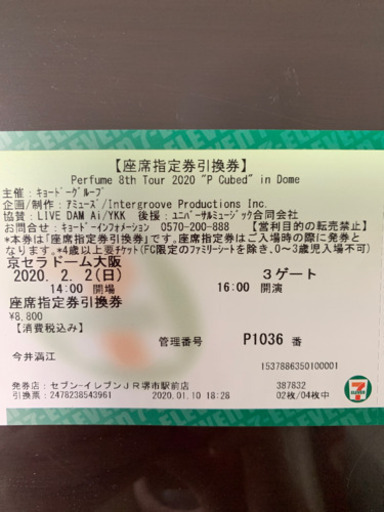 【座席指定券引換券】
Perfume 8th Tour 2020 "P Cubed" in Dome
主催：キョードーグループ
企画/制作：アミューズ/Intergroove Productions Inc.
協賛：LIVE DAM Ai/YKK 後援：ユニバーサルミュージック合同会社
お問合せ：キョードーインフォメーション 0570-200-888 【営利目的の転売禁止】
*本券は「座席指定券引換券」です。座席指定券はご入場時の際に発券と
なります。*4歳以上要チケット(FC限定のファミリーシートを除き、0～3歳児入場不可)
京セラドーム大阪
2020. 2. 2(日) 3ゲート
14:00 開場 16:00 開演
座席指定券引換券
¥8,800
【消費税込み】
管理番号 P1036 番
今井満江
1537886350100001
発券店：セブン-イレブンJR堺市駅前店 387832
引換票：2478238543961 2020.01.10 18:28 02枚/04枚中
7
ELEVEN